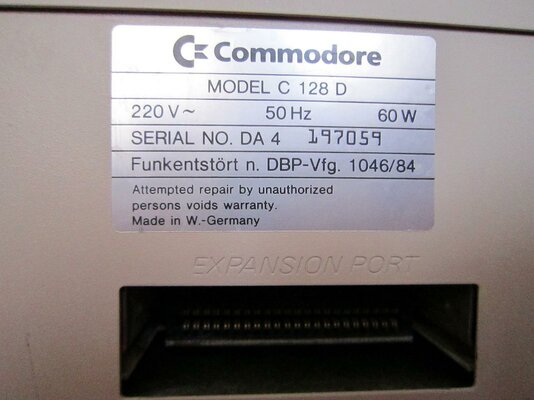 Commodore
MODEL C 128 D
220 V~ 50 Hz 60 W
SERIAL NO. DA 4 197059
Funkentstört n. DBP-Vfg. 1046/84
Attempted repair by unauthorized
persons voids warranty.
Made in W.-Germany
EXPANSION PORT